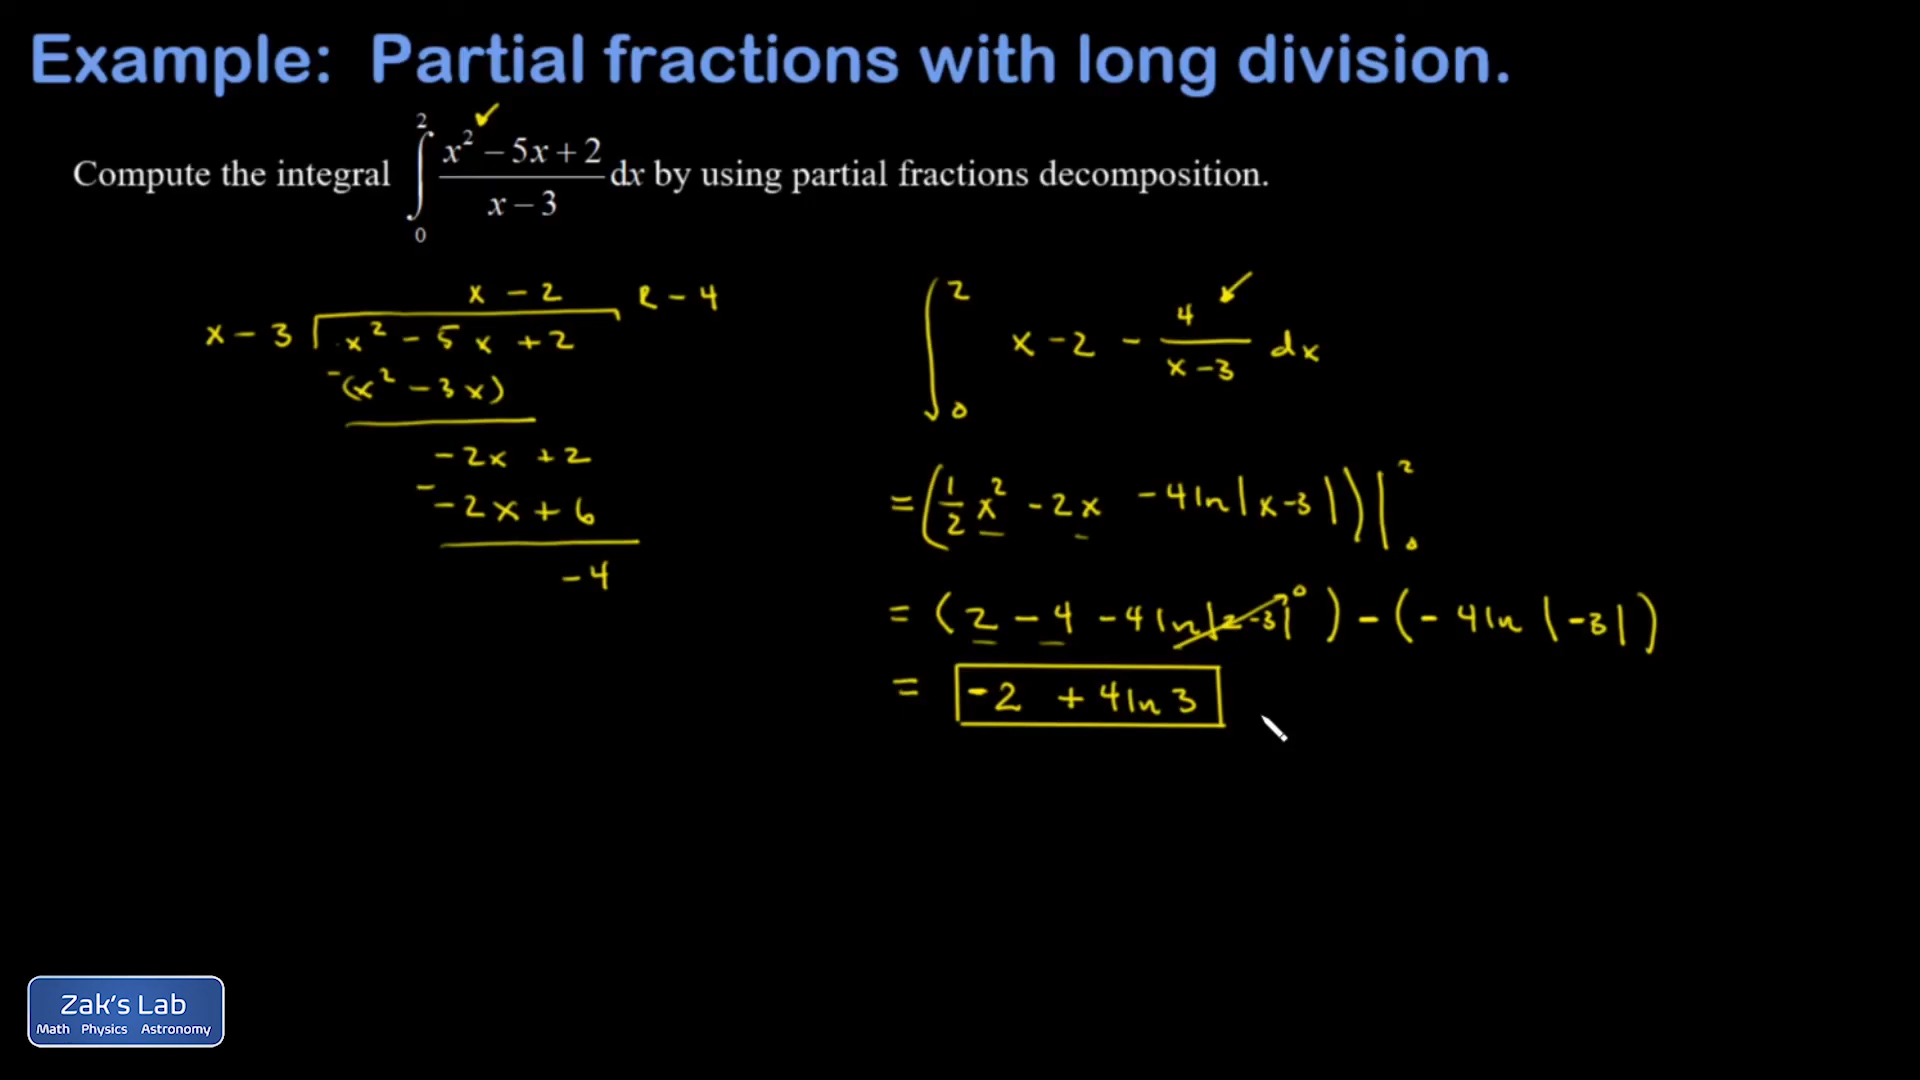 Example: Partial fractions with long division.
Compute the integral ∫₀² (x² − 5x + 2)/(x − 3) dx by using partial fractions decomposition.
x − 2 R − 4
x − 3 x² − 5x + 2
−(x² − 3x)
−2x + 2
− −2x + 6
−4
∫₀² x − 2 − 4/(x − 3) dx
= (½x² − 2x − 4ln|x − 3|)|₀²
= (2 − 4 − 4ln|2 − 3| 0) − (−4ln|−3|)
= −2 + 4ln3
Zak's Lab
Math Physics Astronomy